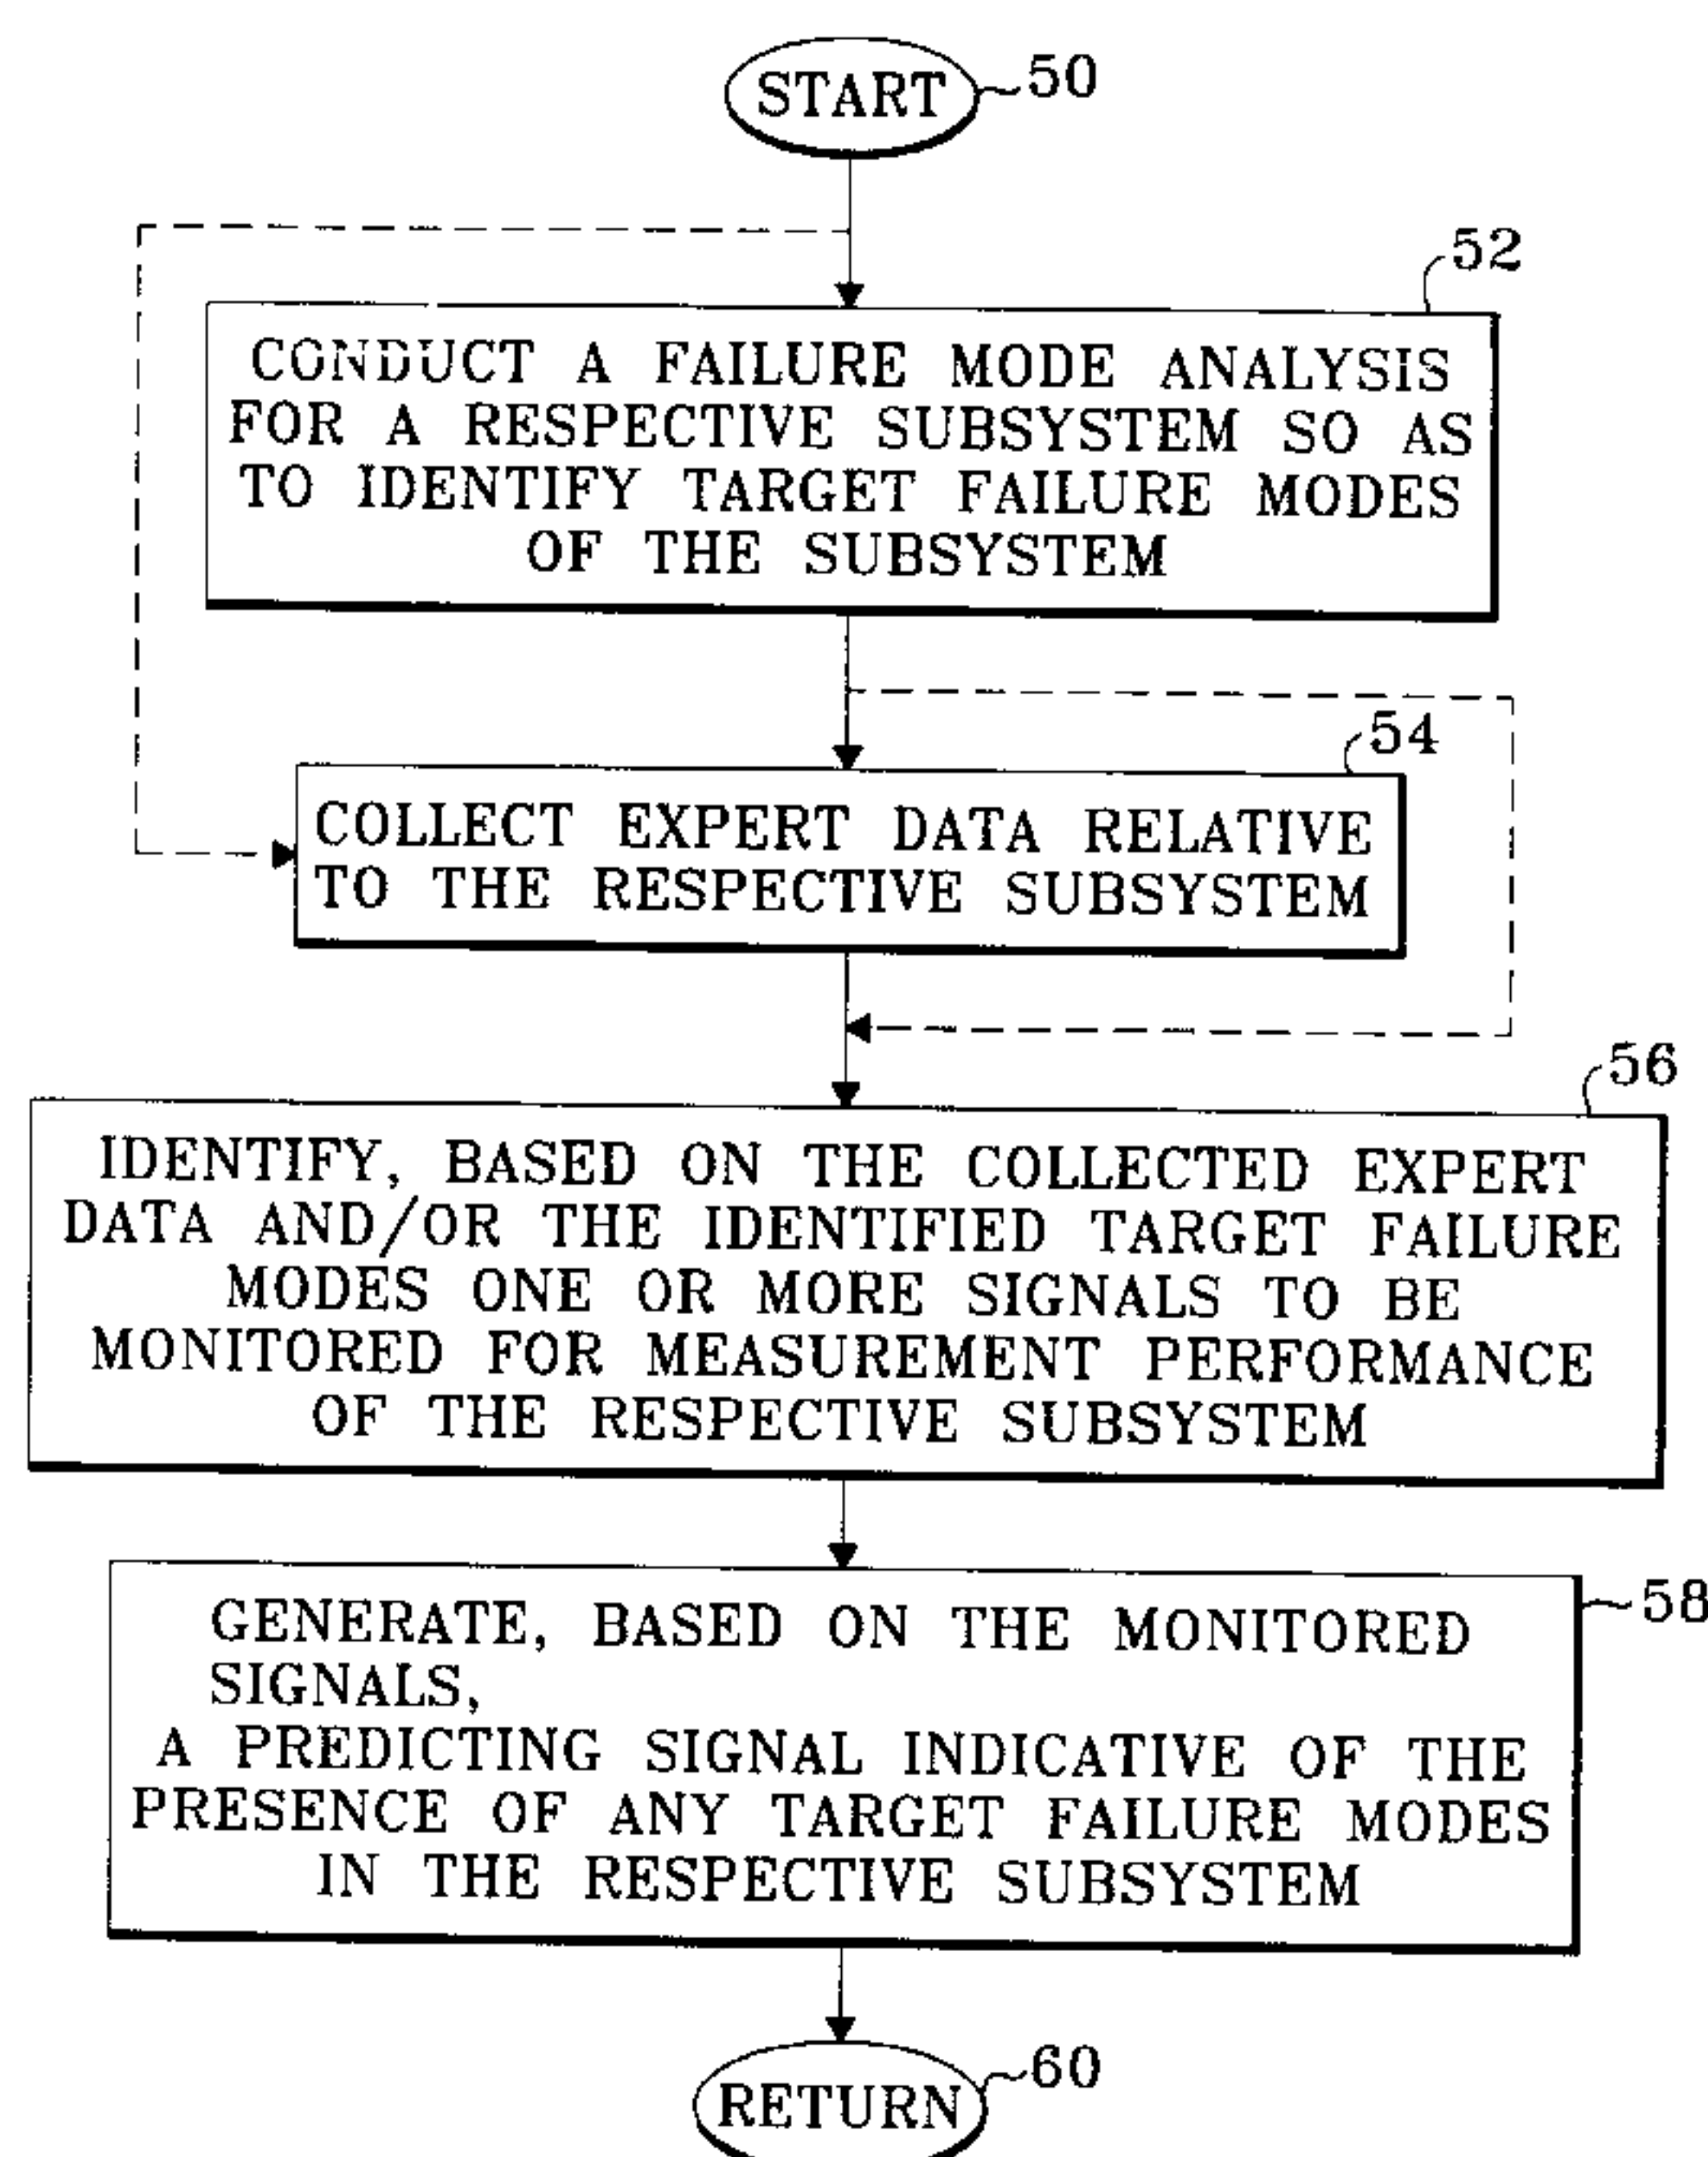 START
50
52
CONDUCT A FAILURE MODE ANALYSIS
FOR A RESPECTIVE SUBSYSTEM SO AS
TO IDENTIFY TARGET FAILURE MODES
OF THE SUBSYSTEM
54
COLLECT EXPERT DATA RELATIVE
TO THE RESPECTIVE SUBSYSTEM
56
IDENTIFY, BASED ON THE COLLECTED EXPERT
DATA AND/OR THE IDENTIFIED TARGET FAILURE
MODES ONE OR MORE SIGNALS TO BE
MONITORED FOR MEASUREMENT PERFORMANCE
OF THE RESPECTIVE SUBSYSTEM
58
GENERATE, BASED ON THE MONITORED
SIGNALS,
A PREDICTING SIGNAL INDICATIVE OF THE
PRESENCE OF ANY TARGET FAILURE MODES
IN THE RESPECTIVE SUBSYSTEM
60
RETURN